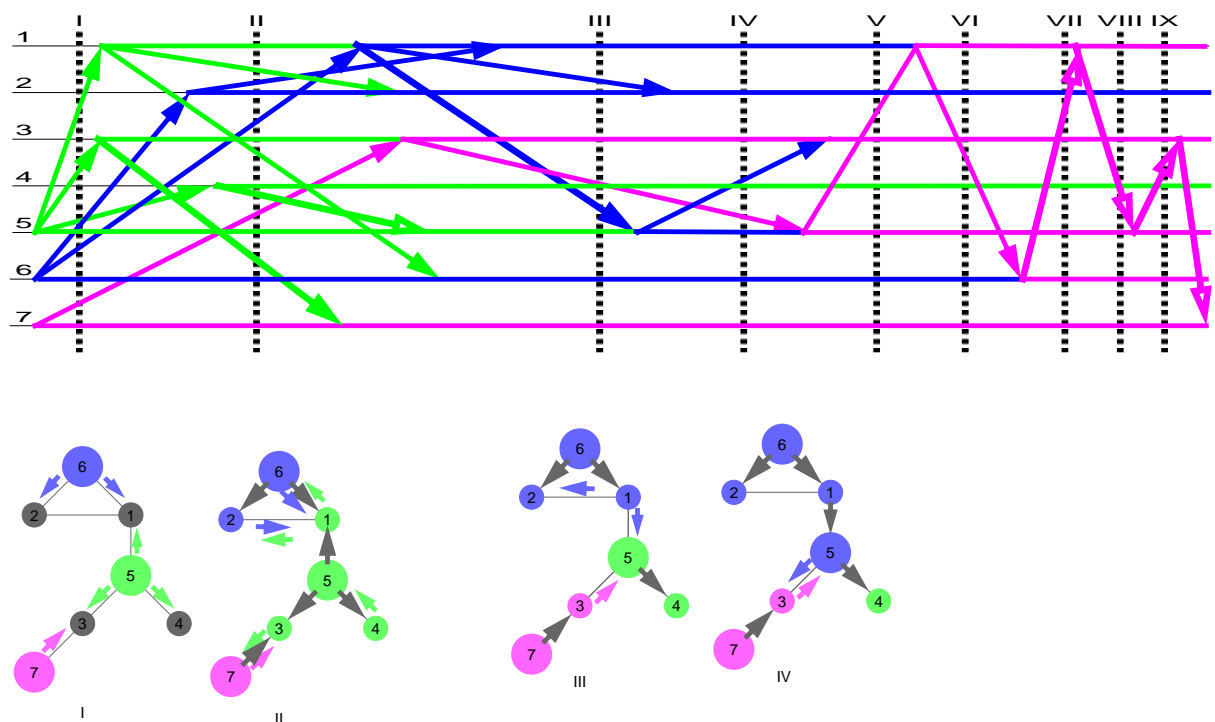 I II III IV V VI VII VIII IX
1
2
3
4
5
6
7
6 6 6 6
2 1 2 1 2 1 2 1
5 5 5 5
3 4 3 4 3 4 3 4
7 7 7 7
I II III IV